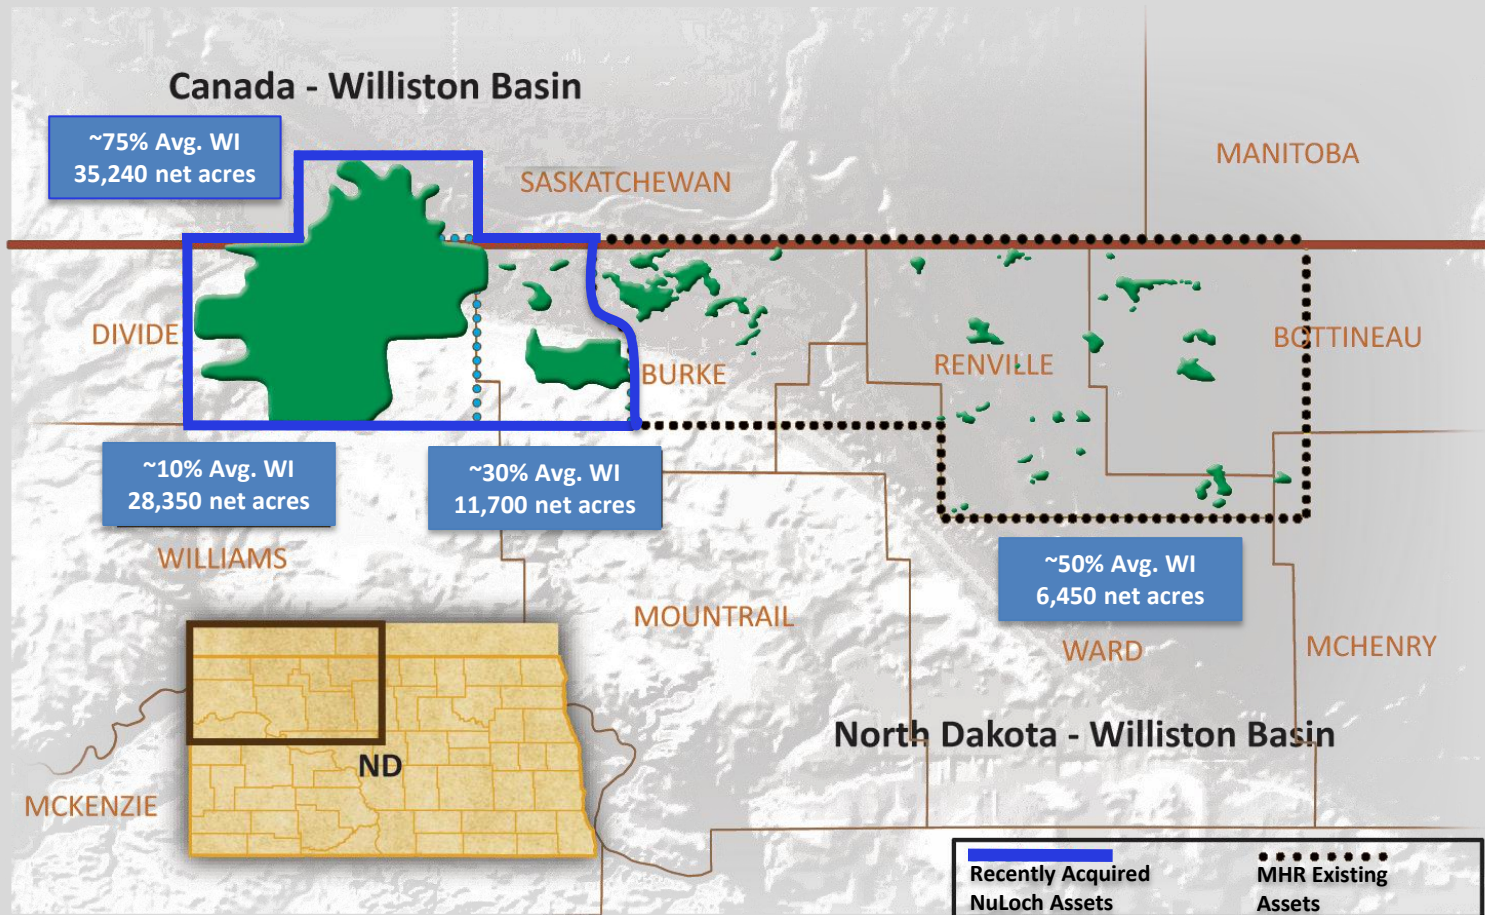 Canada - Williston Basin
~75% Avg. WI
35,240 net acres
MANITOBA
SASKATCHEWAN
DIVIDE
BURKE
RENVILLE
BOTTINEAU
~10% Avg. WI
28,350 net acres
~30% Avg. WI
11,700 net acres
WILLIAMS
~50% Avg. WI
6,450 net acres
MOUNTRAIL
WARD
MCHENRY
North Dakota - Williston Basin
ND
MCKENZIE
Recently Acquired
NuLoch Assets
MHR Existing
Assets